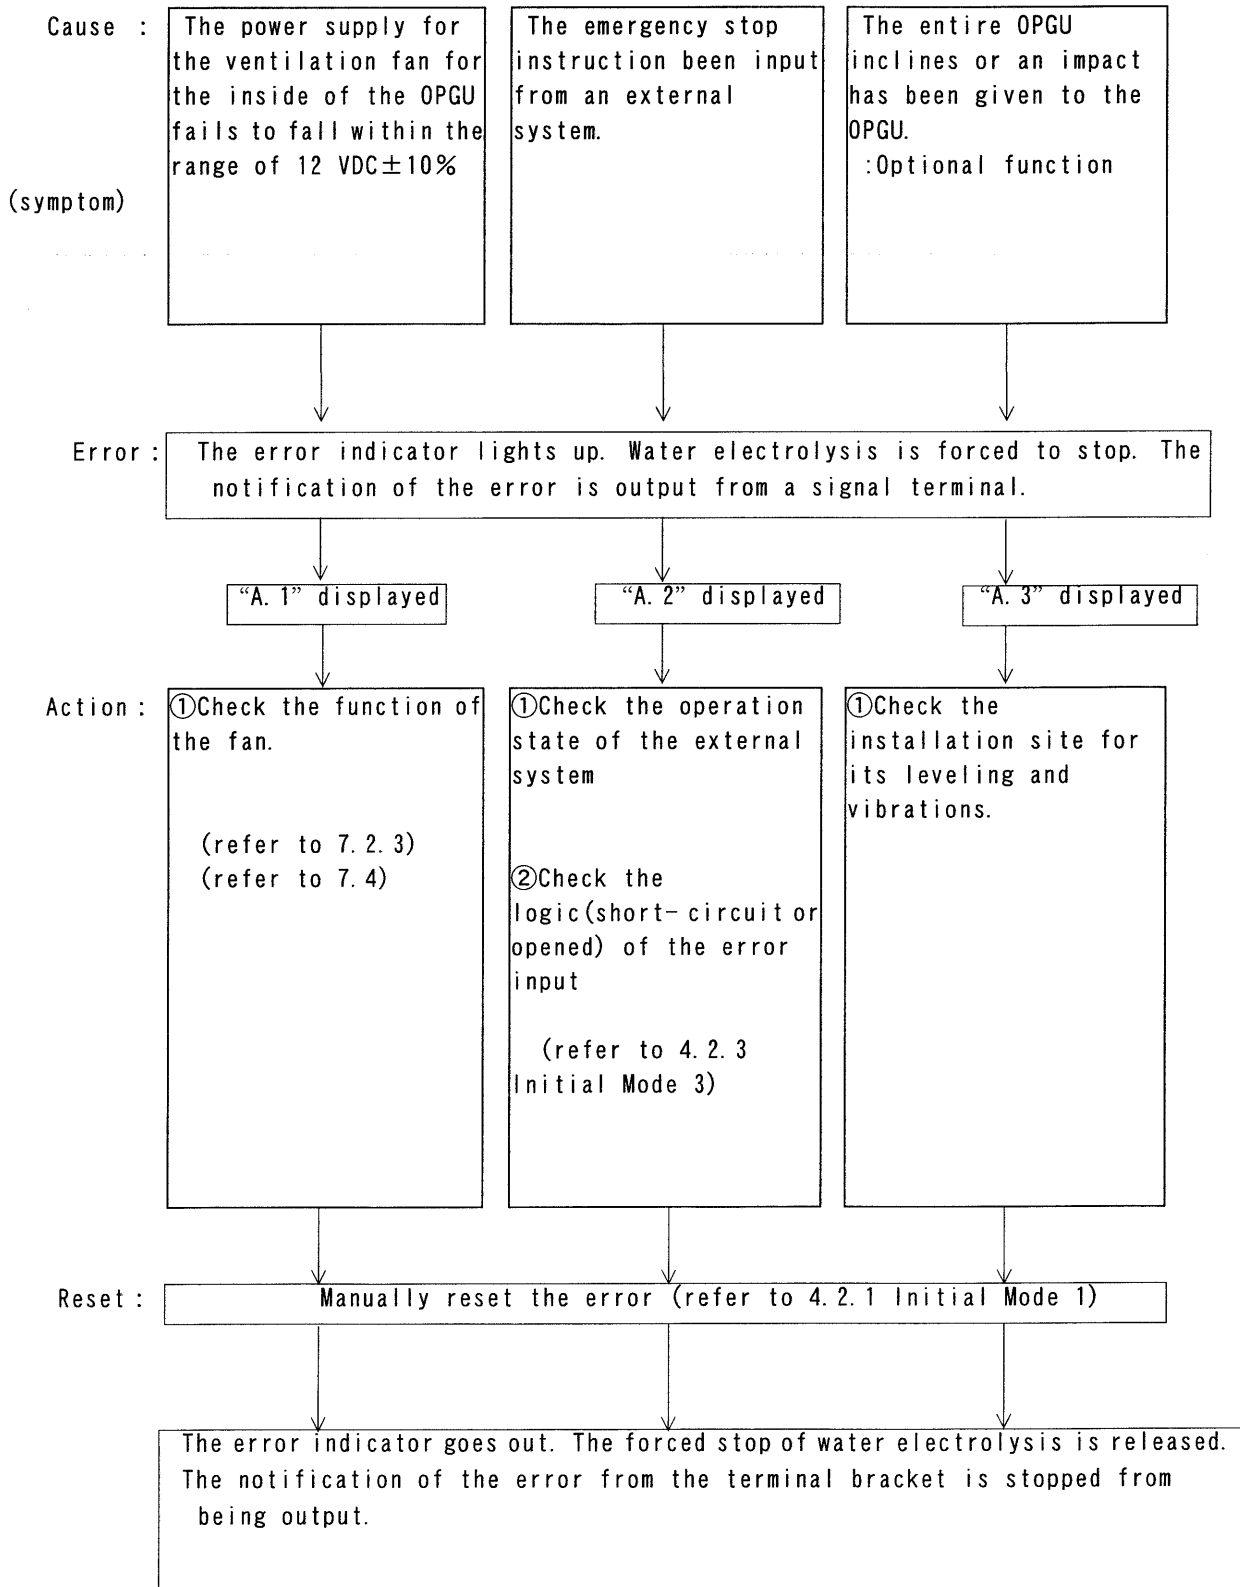 Cause :
The power supply for
the ventilation fan for
the inside of the OPGU
fails to fall within the
range of 12 VDC±10%
The emergency stop
instruction been input
from an external
system.
The entire OPGU
inclines or an impact
has been given to the
OPGU.
:Optional function
(symptom)
Error:
The error indicator lights up. Water electrolysis is forced to stop. The
notification of the error is output from a signal terminal.
“A. 1” displayed
“A. 2” displayed
“A. 3” displayed
Action:
①Check the function of
the fan.
(refer to 7. 2. 3)
(refer to 7. 4)
①Check the operation
state of the external
system
②Check the
logic(short- circuit or
opened) of the error
input
(refer to 4. 2. 3
Initial Mode 3)
①Check the
installation site for
its leveling and
vibrations.
Reset:
Manually reset the error (refer to 4. 2. 1 Initial Mode 1)
The error indicator goes out. The forced stop of water electrolysis is released.
The notification of the error from the terminal bracket is stopped from
being output.